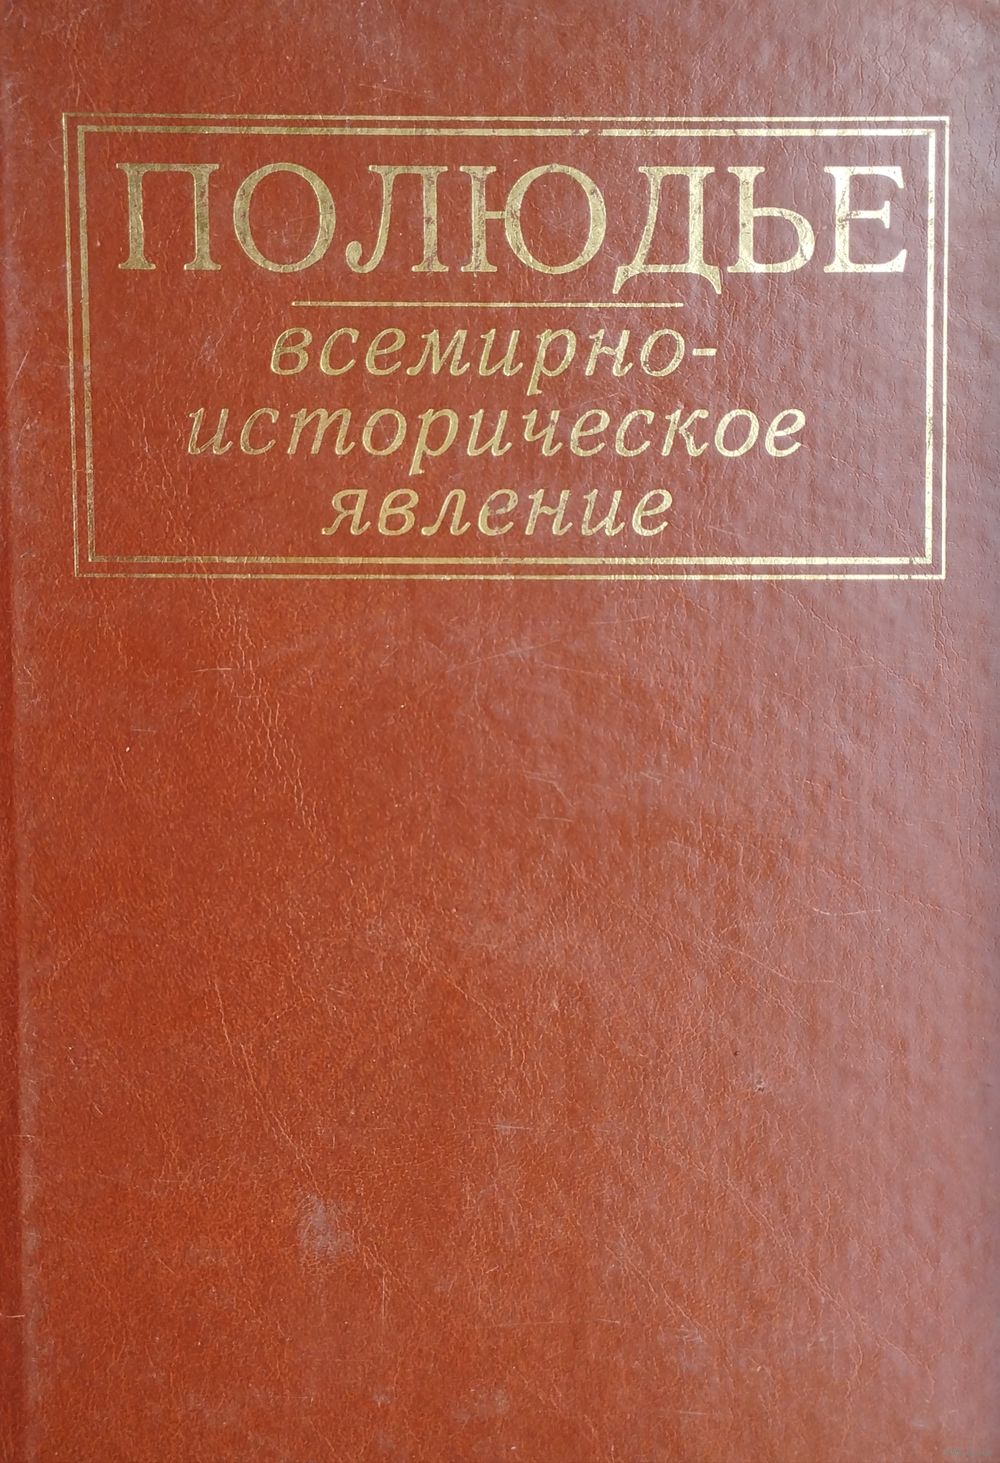 ПОЛЮДЬЕ
всемирно-
историческое
явление